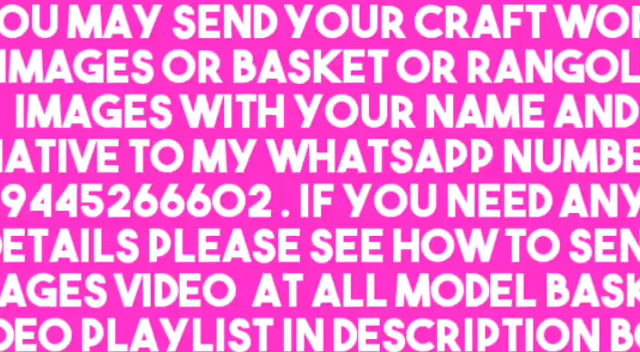 OU MAY SEND YOUR CRAFT WOR
IMAGES OR BASKET OR RANGOL
IMAGES WITH YOUR NAME AND
NATIVE TO MY WHATSAPP NUMBE
9445266602 . IF YOU NEED ANY
DETAILS PLEASE SEE HOW TO SEN
AGES VIDEO AT ALL MODEL BASK
DEO PLAYLIST IN DESCRIPTION B